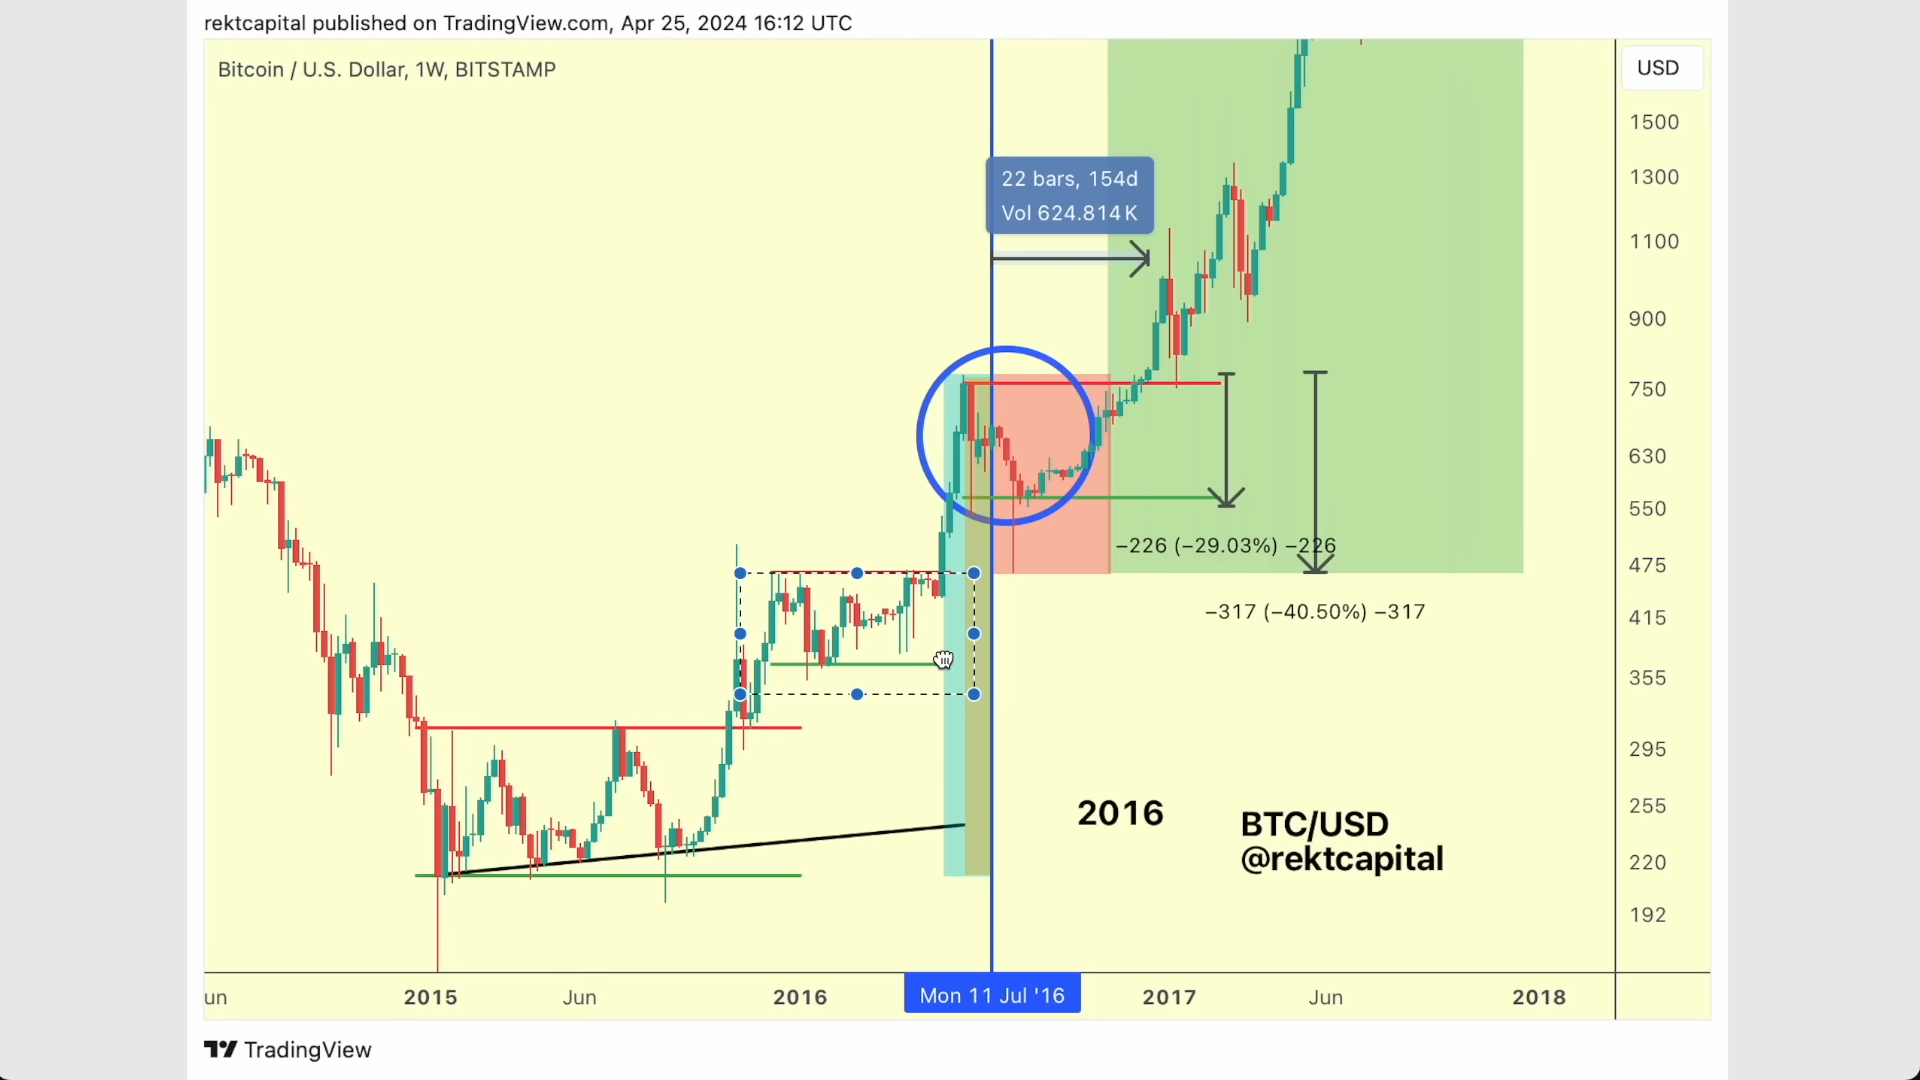 rektcapital published on TradingView.com, Apr 25, 2024 16:12 UTC
Bitcoin / U.S. Dollar, 1W, BITSTAMP
USD
1500
22 bars, 154d
Vol 624.814K
1300
1100
900
750
630
550
−226 (−29.03%) −226
475
−317 (−40.50%) −317
415
355
295
2016
BTC/USD
@rektcapital
255
220
192
un
2015
Jun
2016
Mon 11 Jul '16
2017
Jun
2018
TradingView